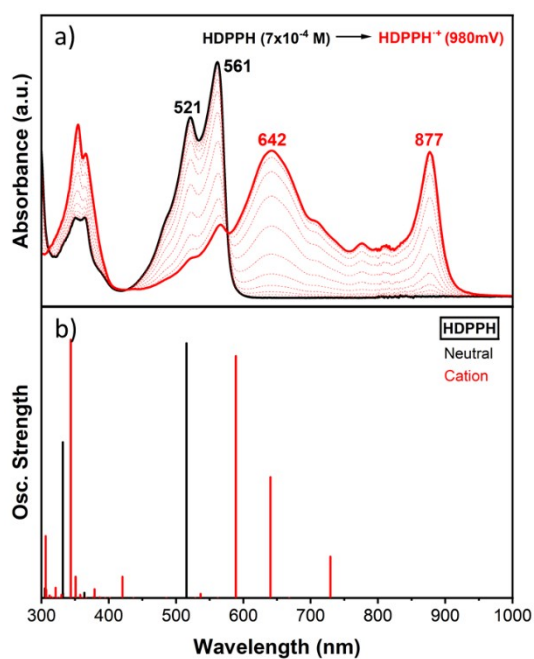 a)
HDPPH (7x10⁻⁴ M) → HDPPH·⁺ (980mV)
521
561
642
877
Absorbance (a.u.)
b)
HDPPH
Neutral
Cation
Osc. Strength
300 400 500 600 700 800 900 1000
Wavelength (nm)